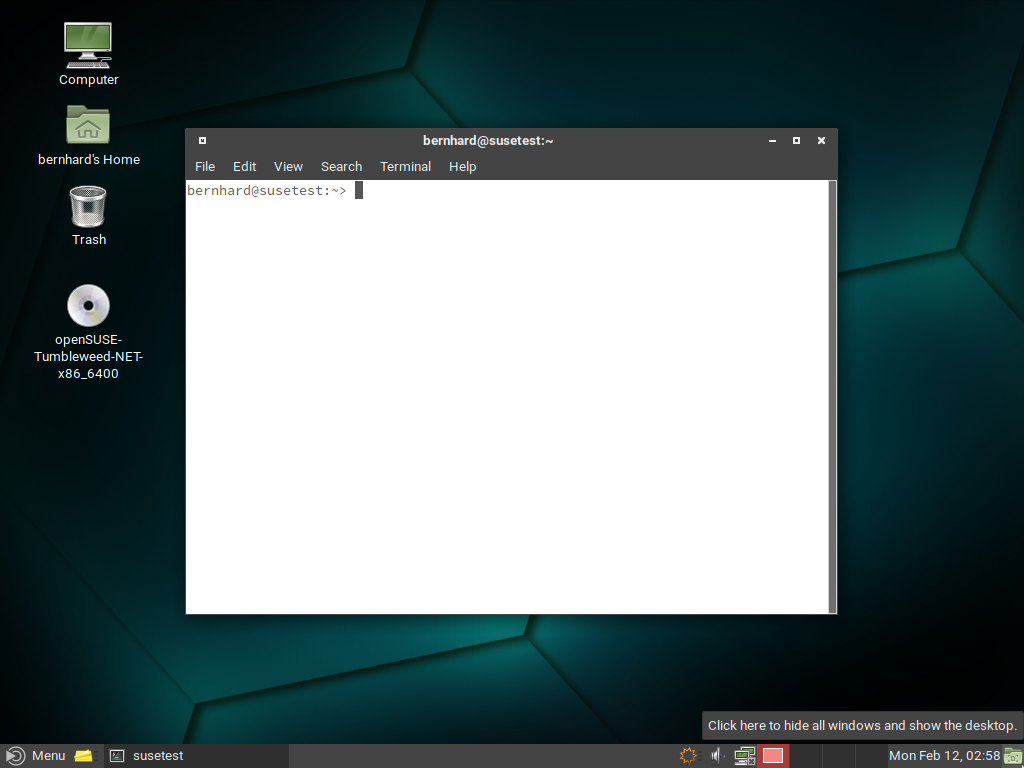 Computer
bernhard's Home
Trash
openSUSE-
Tumbleweed-NET-
x86_6400
bernhard@susetest:~
File Edit View Search Terminal Help
bernhard@susetest:~>
Click here to hide all windows and show the desktop.
Menu
susetest
Mon Feb 12, 02:58